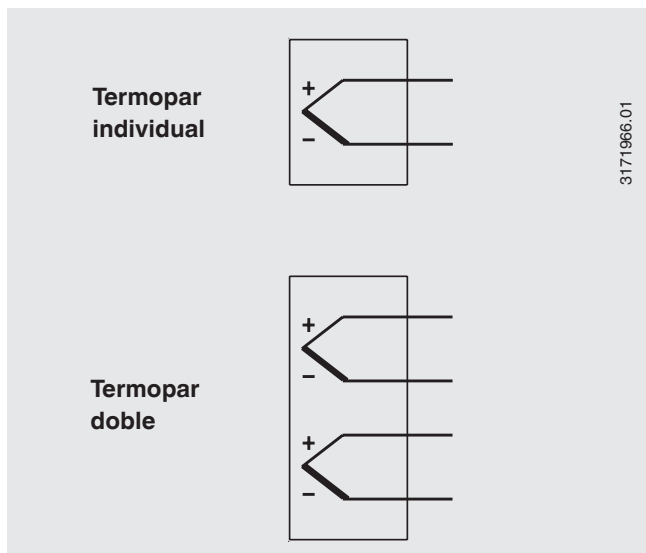 Termopar
individual
+
–
3171966.01
Termopar
doble
+
–
+
–